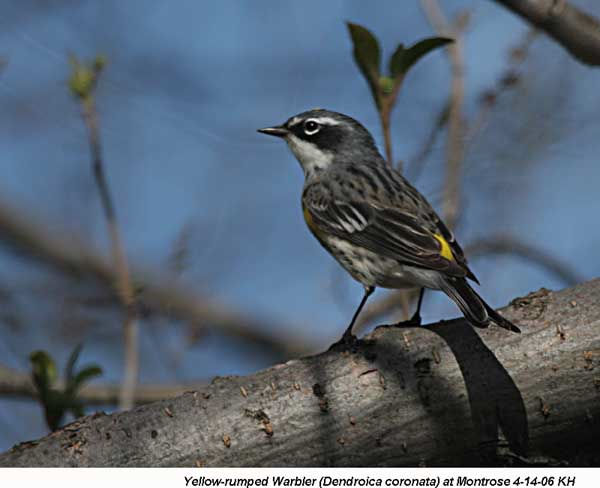 Yellow-rumped Warbler (Dendroica coronata) at Montrose 4-14-06 KH